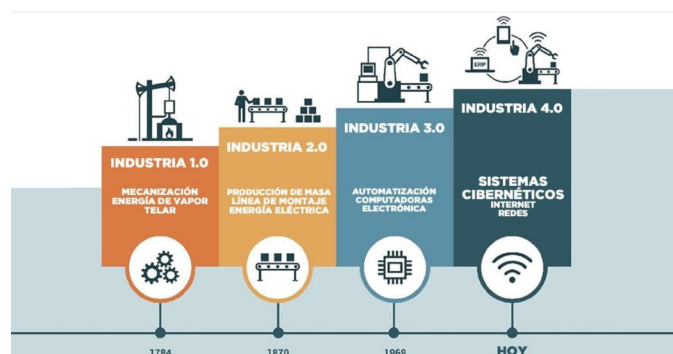 ERP
INDUSTRIA 1.0
MECANIZACIÓN
ENERGÍA DE VAPOR
TELAR
INDUSTRIA 2.0
PRODUCCIÓN DE MASA
LÍNEA DE MONTAJE
ENERGÍA ELÉCTRICA
INDUSTRIA 3.0
AUTOMATIZACIÓN
COMPUTADORAS
ELECTRÓNICA
INDUSTRIA 4.0
SISTEMAS
CIBERNÉTICOS
INTERNET
REDES
1784
1870
1969
HOY